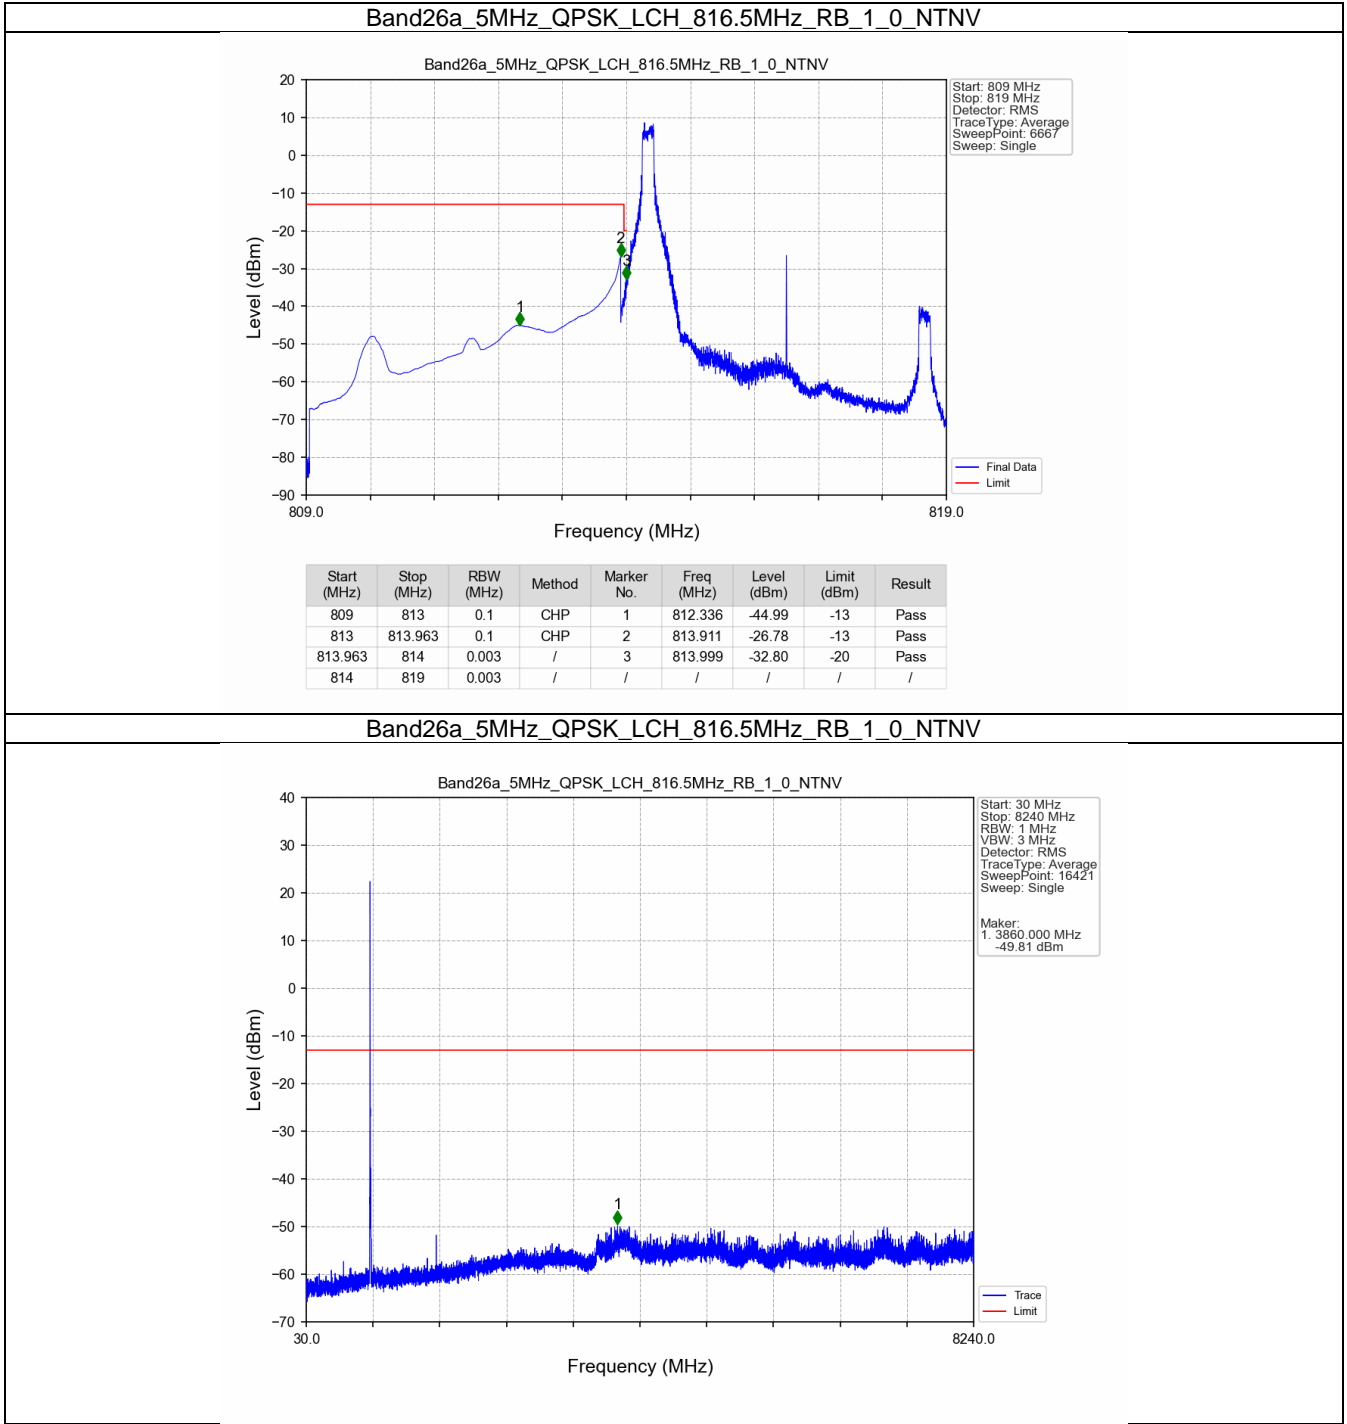 Band26a_5MHz_QPSK_LCH_816.5MHz_RB_1_0_NTNV
Band26a_5MHz_QPSK_LCH_816.5MHz_RB_1_0_NTNV
Start: 809 MHz
Stop: 819 MHz
Detector: RMS
TraceType: Average
SweepPoint: 6667
Sweep: Single
20
10
0
−10
−20
−30
−40
−50
−60
−70
−80
−90
Level (dBm)
1
2
3
Final Data
Limit
809.0
819.0
Frequency (MHz)
Start (MHz) Stop (MHz) RBW (MHz) Method Marker No. Freq (MHz) Level (dBm) Limit (dBm) Result
809 813 0.1 CHP 1 812.336 -44.99 -13 Pass
813 813.963 0.1 CHP 2 813.911 -26.78 -13 Pass
813.963 814 0.003 / 3 813.999 -32.80 -20 Pass
814 819 0.003 / / / / / /
Band26a_5MHz_QPSK_LCH_816.5MHz_RB_1_0_NTNV
Band26a_5MHz_QPSK_LCH_816.5MHz_RB_1_0_NTNV
Start: 30 MHz
Stop: 8240 MHz
RBW: 1 MHz
VBW: 3 MHz
Detector: RMS
TraceType: Average
SweepPoint: 16421
Sweep: Single
Maker:
1. 3860.000 MHz
-49.81 dBm
40
30
20
10
0
−10
−20
−30
−40
−50
−60
−70
Level (dBm)
1
Trace
Limit
30.0
8240.0
Frequency (MHz)